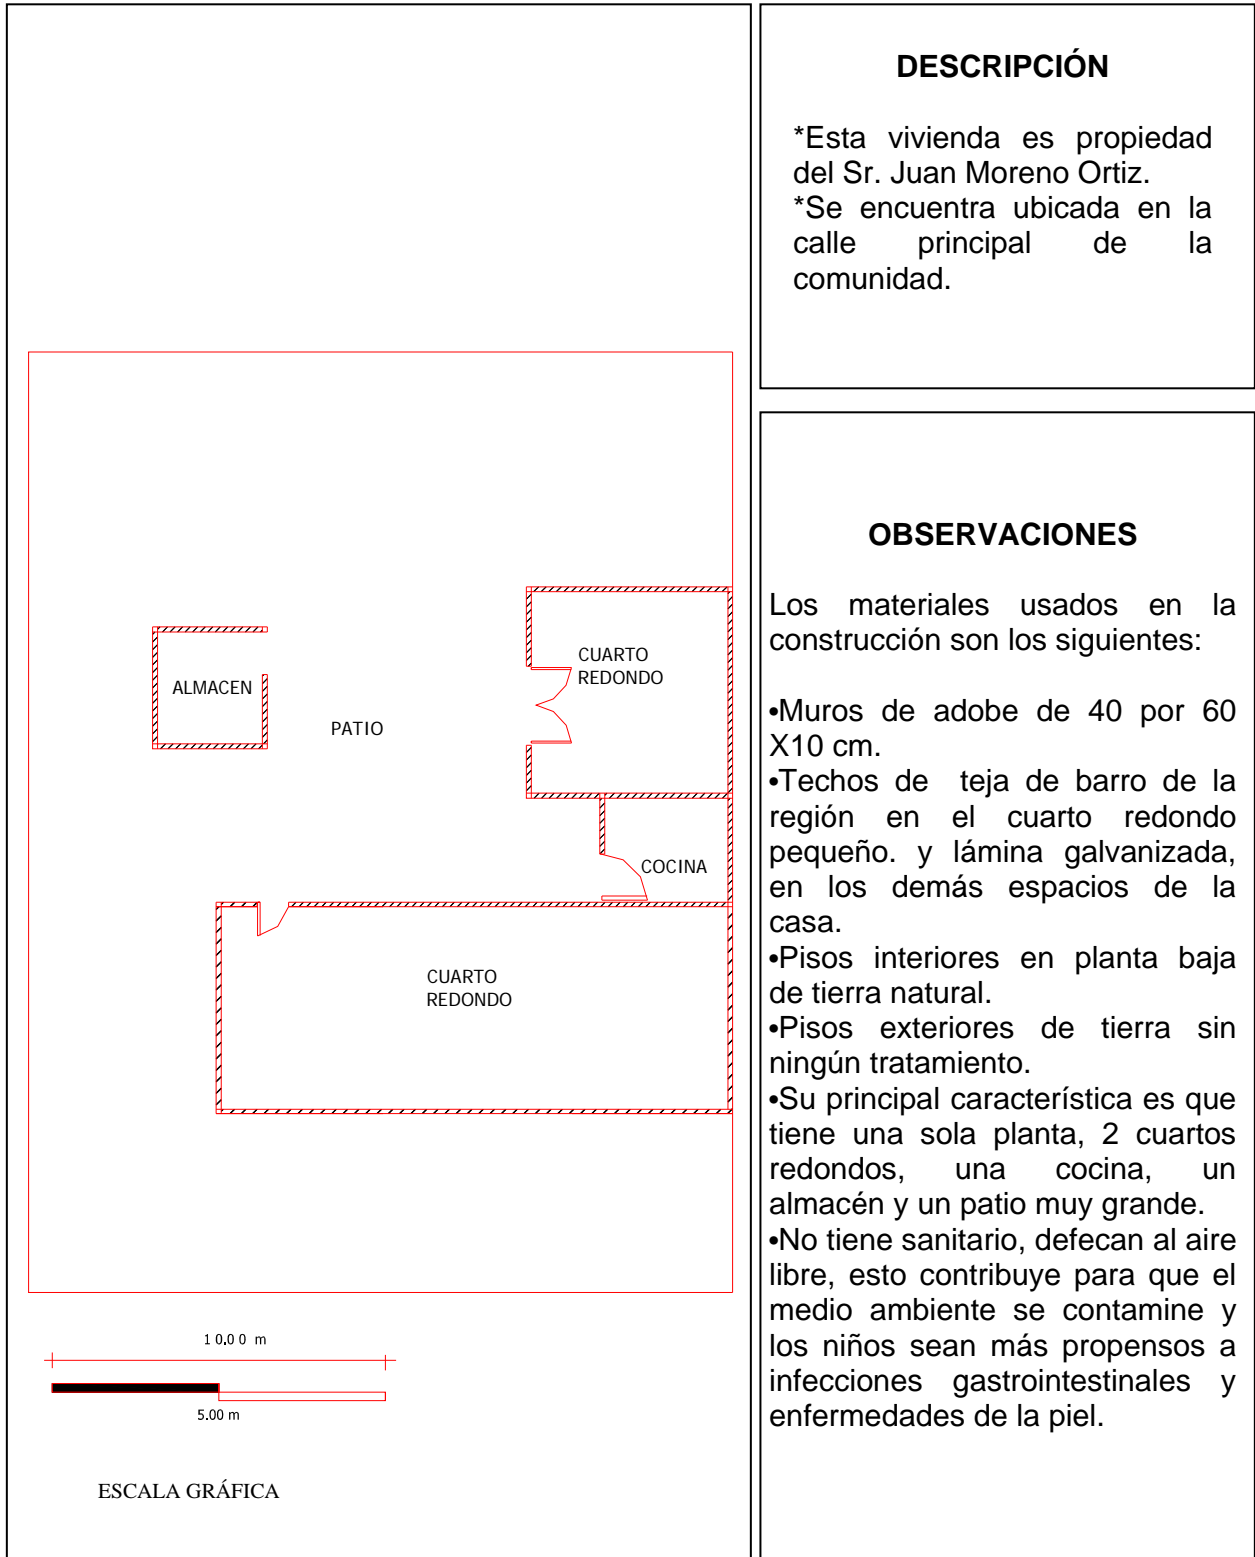 ALMACEN
PATIO
CUARTO
REDONDO
COCINA
CUARTO
REDONDO
10.00 m
5.00 m
ESCALA GRÁFICA
DESCRIPCIÓN
*Esta vivienda es propiedad
del Sr. Juan Moreno Ortiz.
*Se encuentra ubicada en la
calle principal de la
comunidad.
OBSERVACIONES
Los materiales usados en la
construcción son los siguientes:
•Muros de adobe de 40 por 60
X10 cm.
•Techos de teja de barro de la
región en el cuarto redondo
pequeño. y lámina galvanizada,
en los demás espacios de la
casa.
•Pisos interiores en planta baja
de tierra natural.
•Pisos exteriores de tierra sin
ningún tratamiento.
•Su principal característica es que
tiene una sola planta, 2 cuartos
redondos, una cocina, un
almacén y un patio muy grande.
•No tiene sanitario, defecan al aire
libre, esto contribuye para que el
medio ambiente se contamine y
los niños sean más propensos a
infecciones gastrointestinales y
enfermedades de la piel.